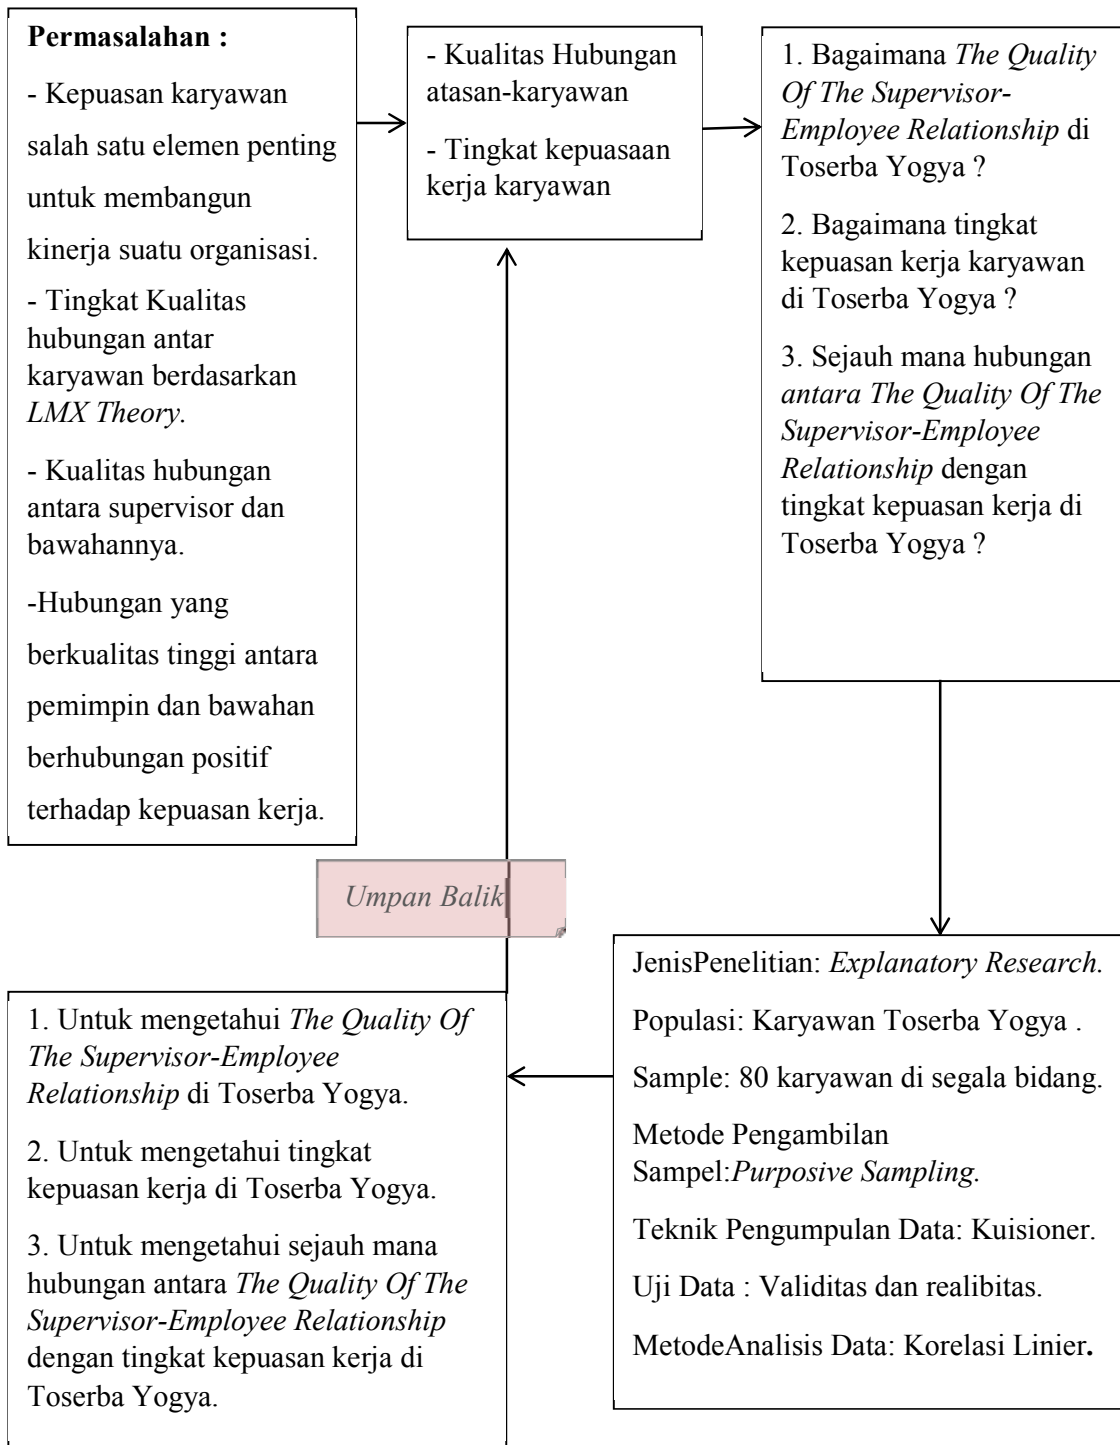 Permasalahan :
- Kepuasan karyawan
salah satu elemen penting
untuk membangun
kinerja suatu organisasi.
- Tingkat Kualitas
hubungan antar
karyawan berdasarkan
LMX Theory.
- Kualitas hubungan
antara supervisor dan
bawahannya.
-Hubungan yang
berkualitas tinggi antara
pemimpin dan bawahan
berhubungan positif
terhadap kepuasan kerja.
- Kualitas Hubungan
atasan-karyawan
- Tingkat kepuasaan
kerja karyawan
1. Bagaimana The Quality
Of The Supervisor-
Employee Relationship di
Toserba Yogya ?
2. Bagaimana tingkat
kepuasan kerja karyawan
di Toserba Yogya ?
3. Sejauh mana hubungan
antara The Quality Of The
Supervisor-Employee
Relationship dengan
tingkat kepuasan kerja di
Toserba Yogya ?
JenisPenelitian: Explanatory Research.
Populasi: Karyawan Toserba Yogya .
Sample: 80 karyawan di segala bidang.
Metode Pengambilan
Sampel:Purposive Sampling.
Teknik Pengumpulan Data: Kuisioner.
Uji Data : Validitas dan realibitas.
MetodeAnalisis Data: Korelasi Linier.
1. Untuk mengetahui The Quality Of
The Supervisor-Employee
Relationship di Toserba Yogya.
2. Untuk mengetahui tingkat
kepuasan kerja di Toserba Yogya.
3. Untuk mengetahui sejauh mana
hubungan antara The Quality Of The
Supervisor-Employee Relationship
dengan tingkat kepuasan kerja di
Toserba Yogya.
Umpan Balik